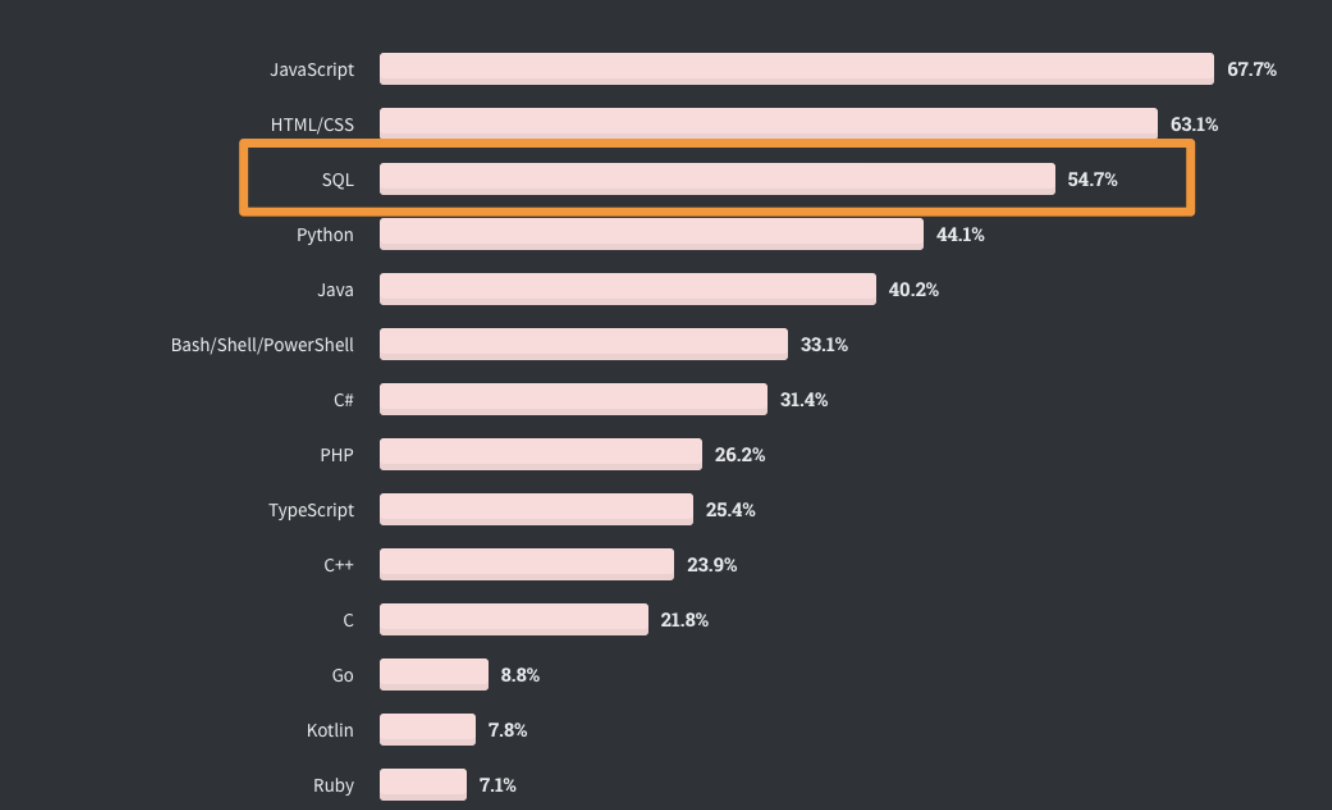 JavaScript 67.7%
HTML/CSS 63.1%
SQL 54.7%
Python 44.1%
Java 40.2%
Bash/Shell/PowerShell 33.1%
C# 31.4%
PHP 26.2%
TypeScript 25.4%
C++ 23.9%
C 21.8%
Go 8.8%
Kotlin 7.8%
Ruby 7.1%